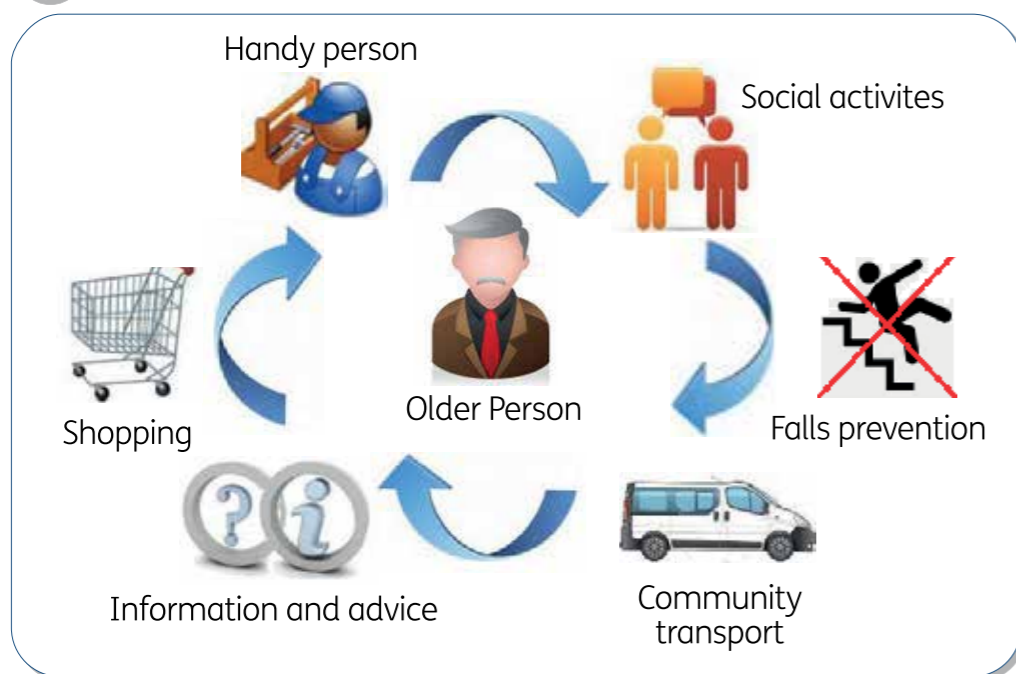 Handy person
Social activites
Older Person
Shopping
Falls prevention
Information and advice
Community
transport